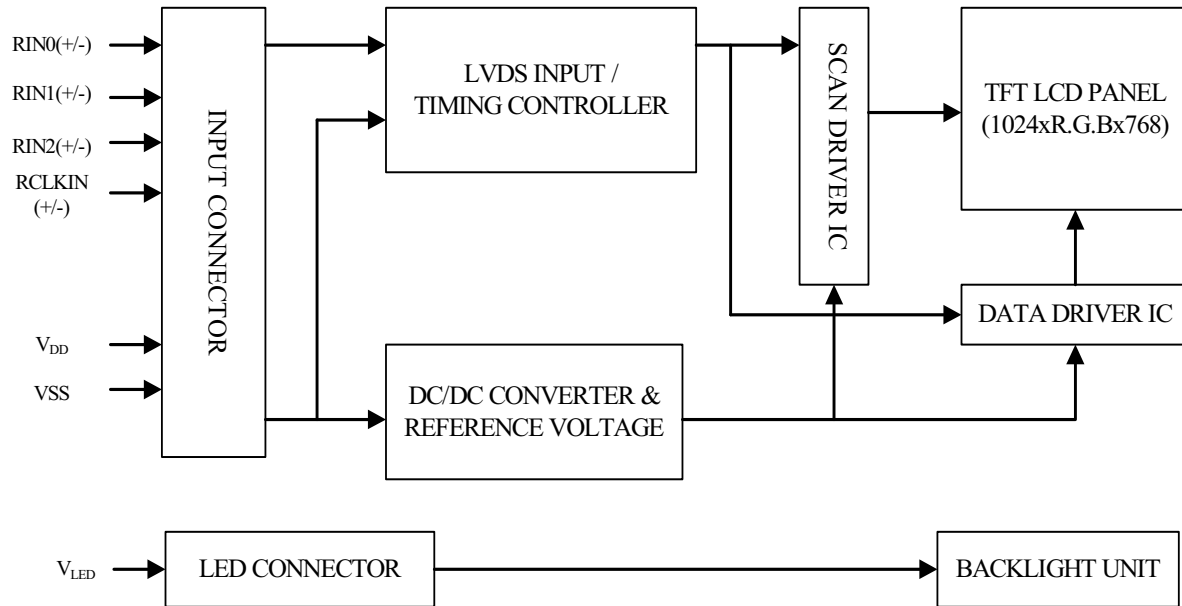 RIN0(+/-)
RIN1(+/-)
RIN2(+/-)
RCLKIN
(+/-)
VDD
VSS
INPUT CONNECTOR
LVDS INPUT /
TIMING CONTROLLER
SCAN DRIVER IC
TFT LCD PANEL
(1024xR.G.Bx768)
DATA DRIVER IC
DC/DC CONVERTER &
REFERENCE VOLTAGE
VLED
LED CONNECTOR
BACKLIGHT UNIT